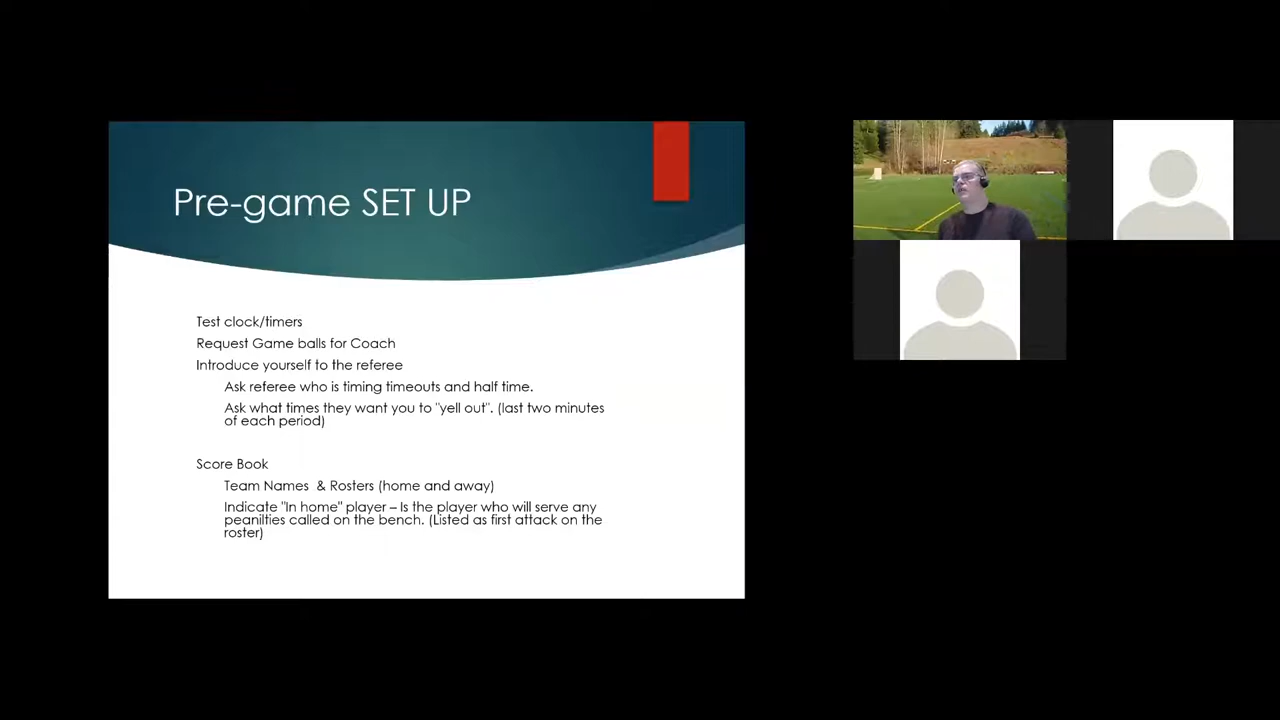 Pre-game SET UP
Test clock/timers
Request Game balls for Coach
Introduce yourself to the referee
Ask referee who is timing timeouts and half time.
Ask what times they want you to "yell out". (last two minutes
of each period)
Score Book
Team Names & Rosters (home and away)
Indicate "In home" player – Is the player who will serve any
peanilties called on the bench. (Listed as first attack on the
roster)